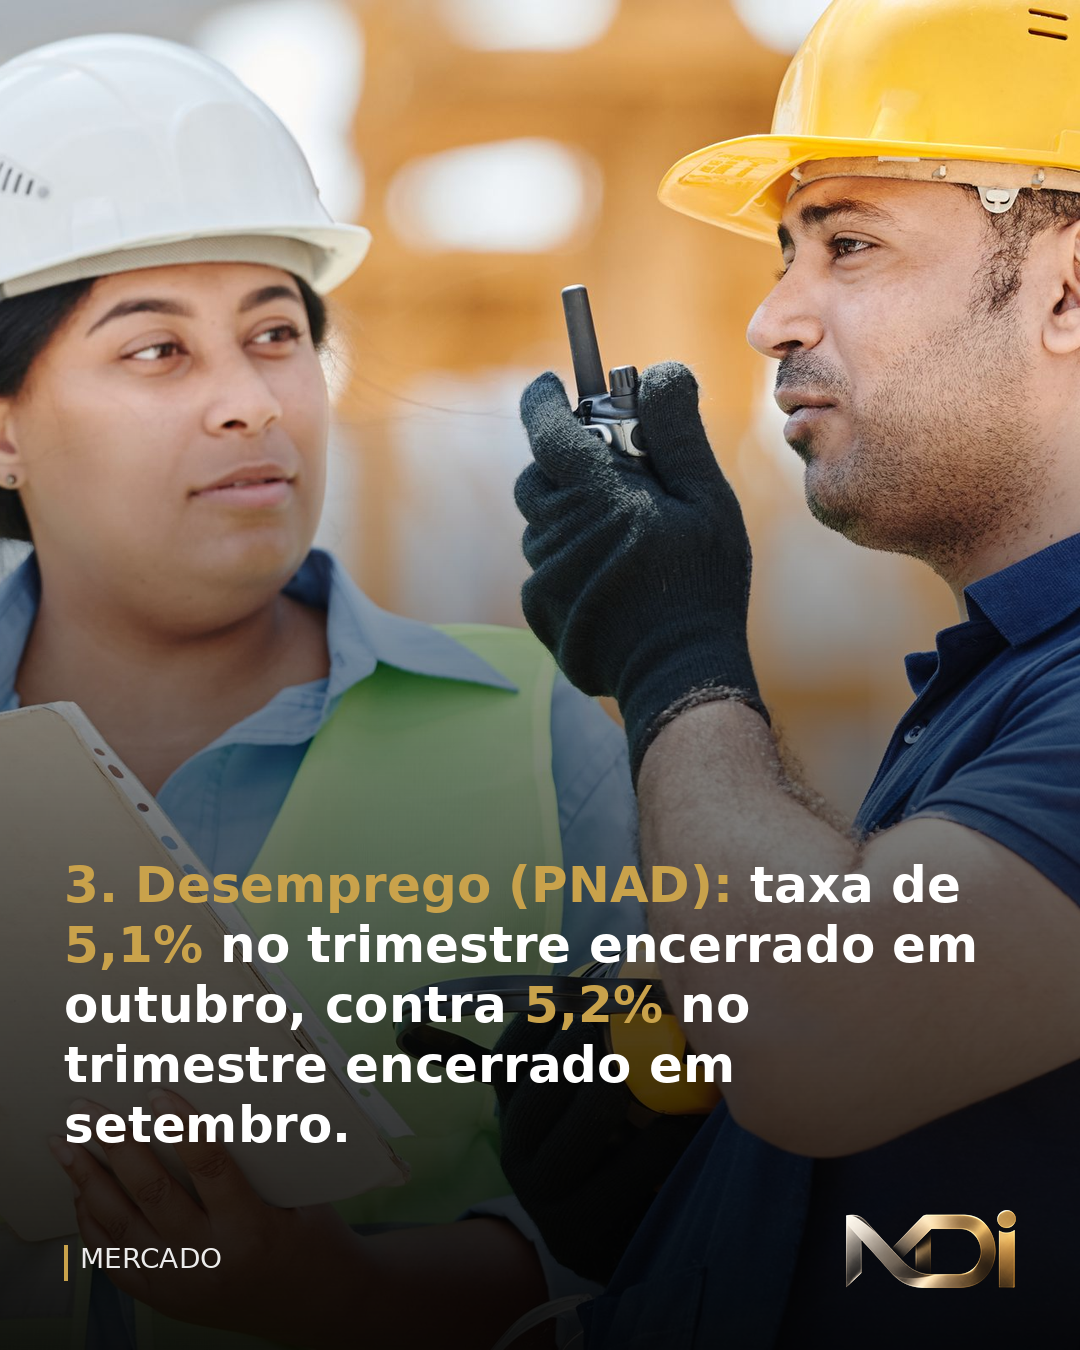 3. Desemprego (PNAD): taxa de
5,1% no trimestre encerrado em
outubro, contra 5,2% no
trimestre encerrado em
setembro.
MERCADO
MDi